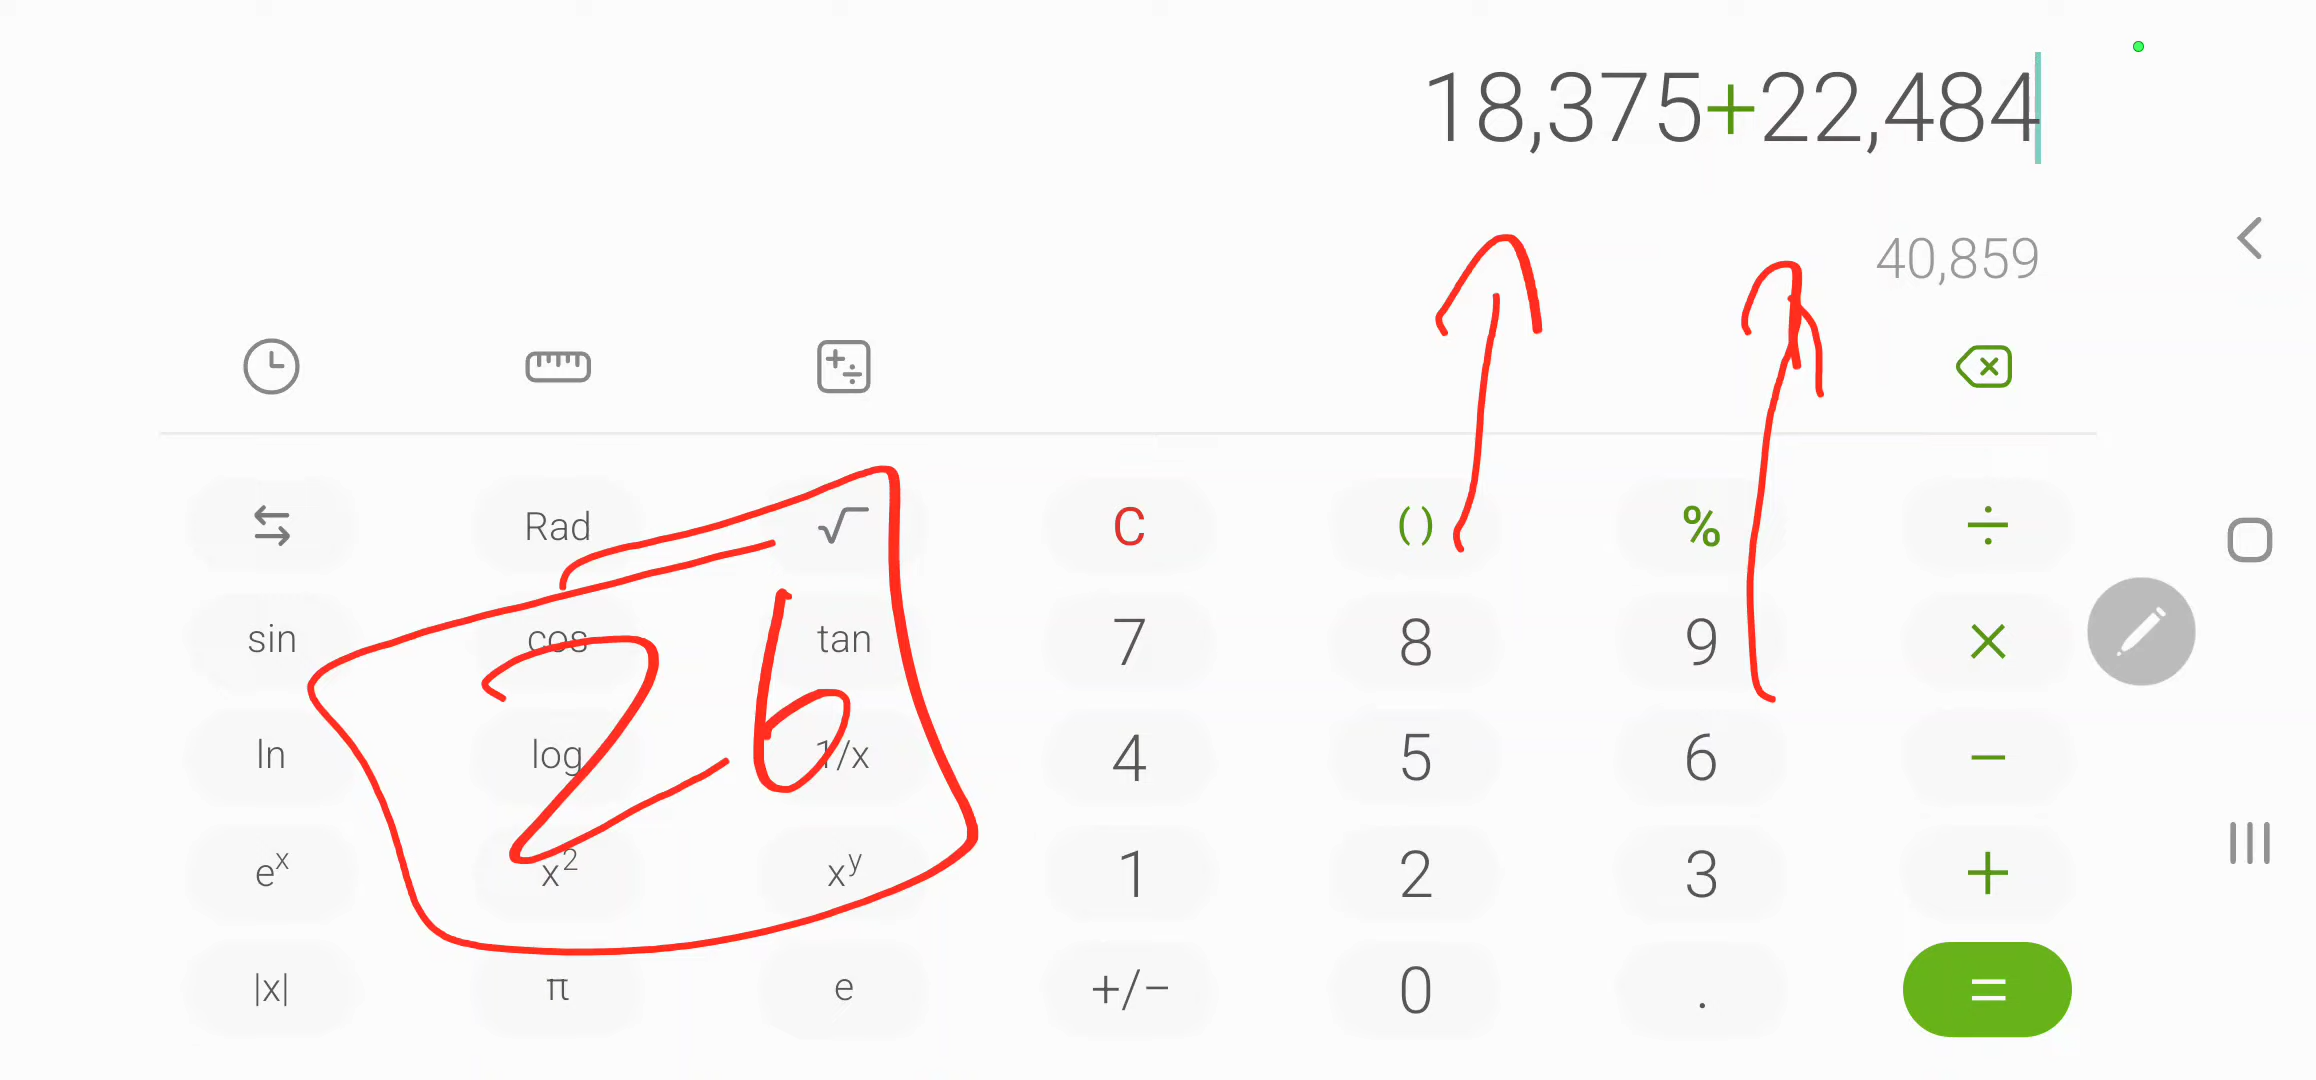 18,375+22,484
40,859
Rad √ C () % ÷
sin cos tan 7 8 9 ×
ln log 1/x 4 5 6 −
26
eˣ x² xʸ 1 2 3 +
|x| π e +/− 0 . =